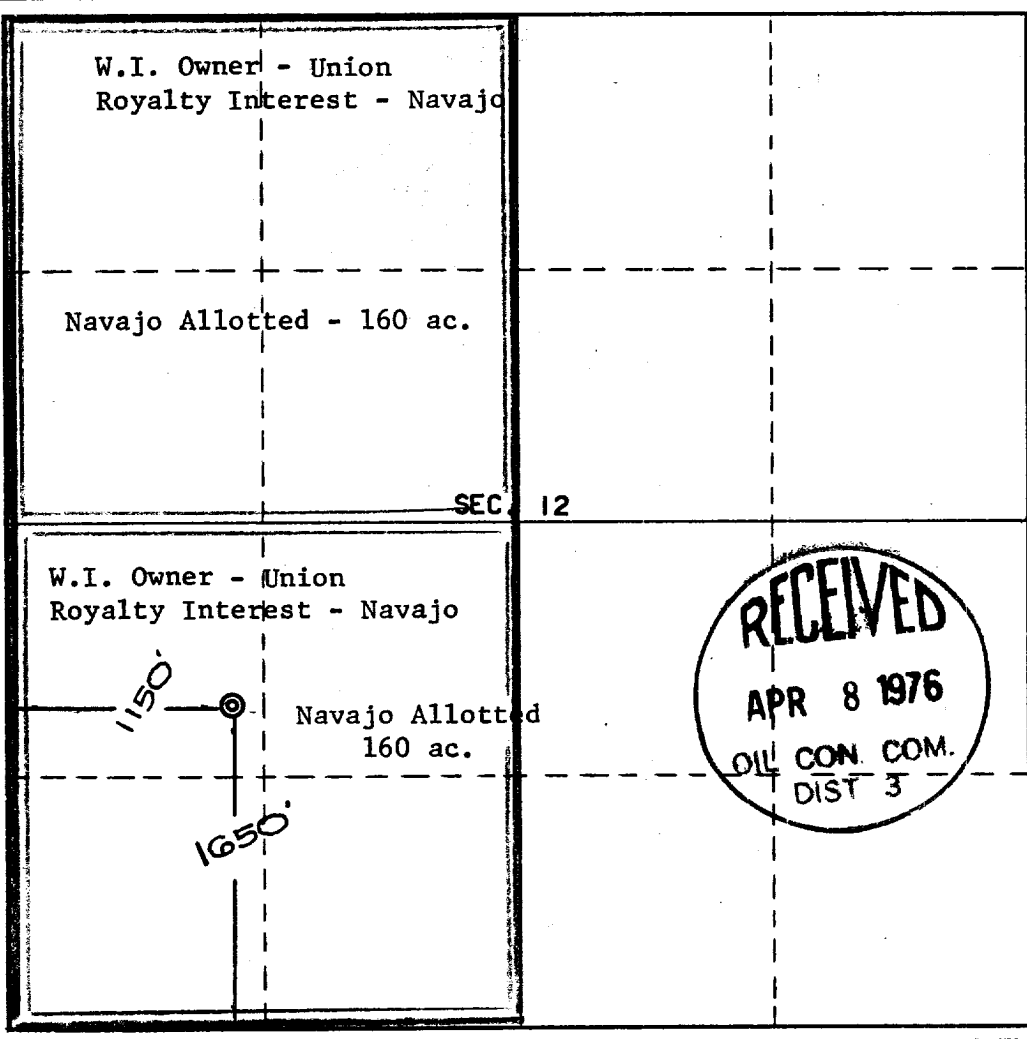 W.I. Owner - Union
Royalty Interest - Navajo
Navajo Allotted - 160 ac.
SEC. 12
W.I. Owner - Union
Royalty Interest - Navajo
1150'
Navajo Allotted
160 ac.
1650'
RECEIVED
APR 8 1976
OIL CON. COM.
DIST 3